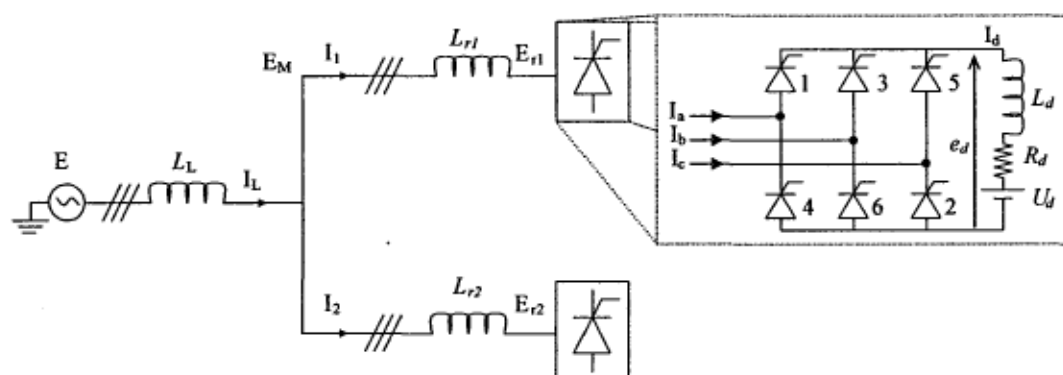 E
L_L
I_L
E_M
I_1
L_r1
E_r1
I_2
L_r2
E_r2
I_a
I_b
I_c
1
3
5
4
6
2
I_d
e_d
L_d
R_d
U_d